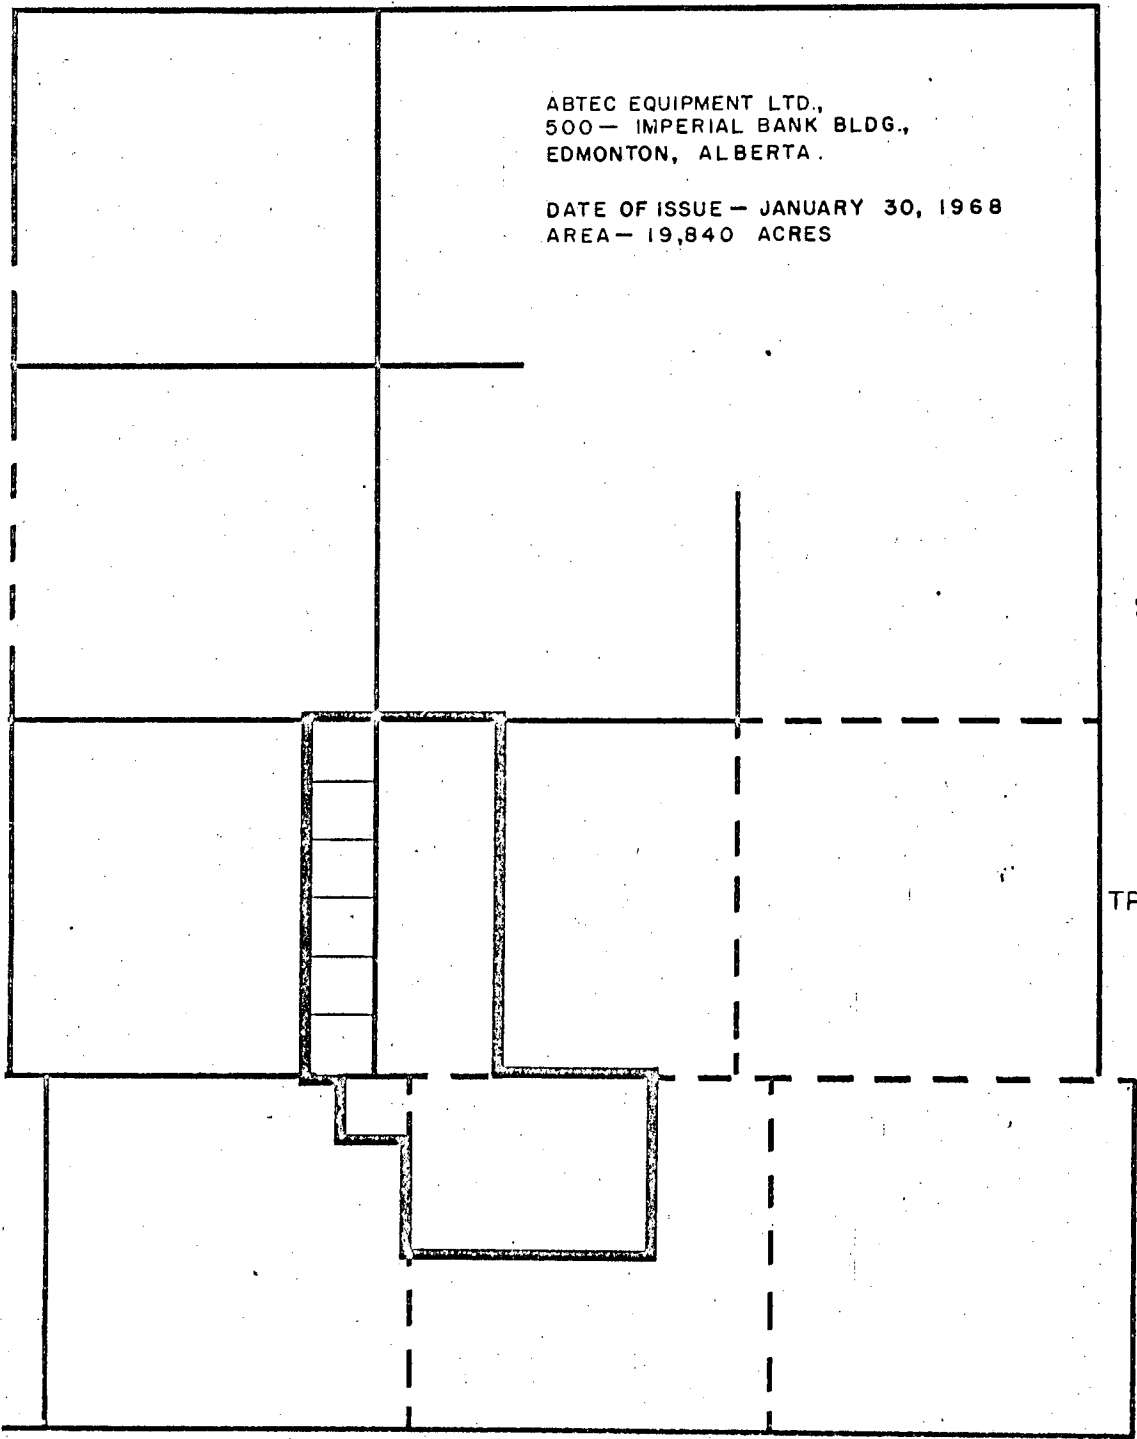 ABTEC EQUIPMENT LTD.,
500 — IMPERIAL BANK BLDG.,
EDMONTON, ALBERTA.
DATE OF ISSUE — JANUARY 30, 1968
AREA — 19,840 ACRES